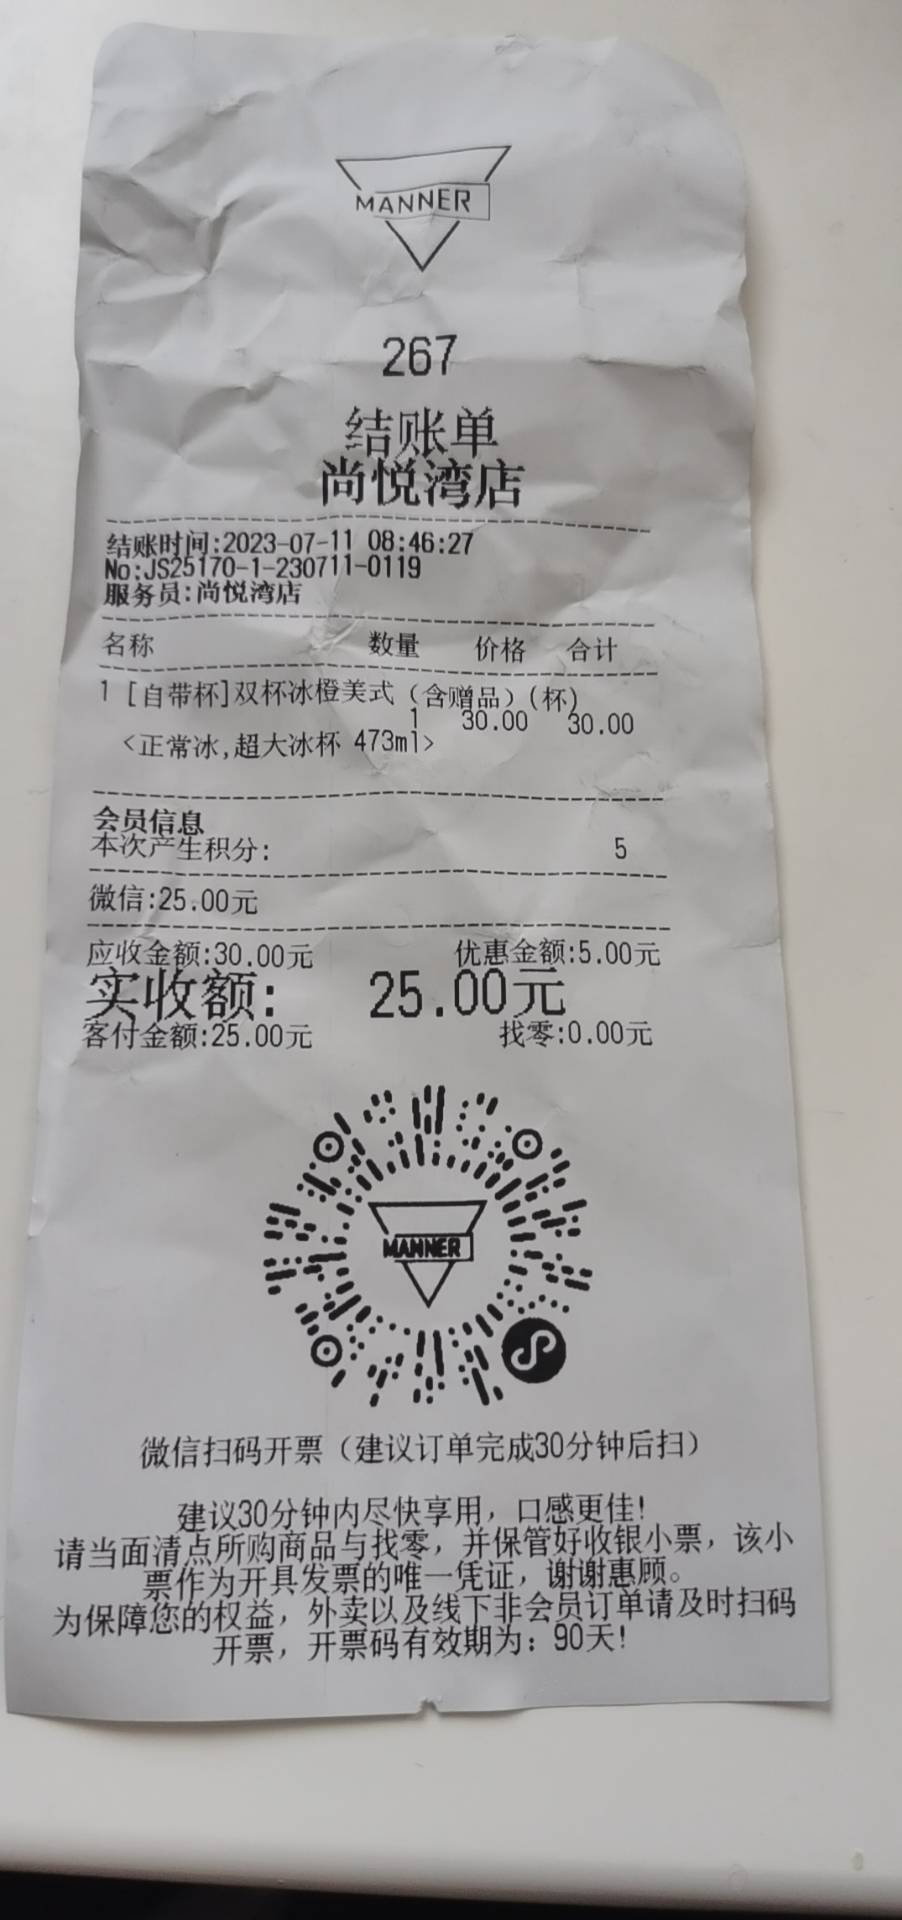 MANNER
267
结账单
尚悦湾店
结账时间:2023-07-11 08:46:27
No:JS25170-1-230711-0119
服务员:尚悦湾店
名称 数量 价格 合计
1 [自带杯]双杯冰橙美式（含赠品）(杯)
1 30.00 30.00
<正常冰,超大冰杯 473ml>
会员信息
本次产生积分: 5
微信:25.00元
应收金额:30.00元 优惠金额:5.00元
实收额: 25.00元
客付金额:25.00元 找零:0.00元
MANNER
微信扫码开票（建议订单完成30分钟后扫）
建议30分钟内尽快享用，口感更佳!
请当面清点所购商品与找零，并保管好收银小票，该小
票作为开具发票的唯一凭证，谢谢惠顾。
为保障您的权益，外卖以及线下非会员订单请及时扫码
开票，开票码有效期为：90天!